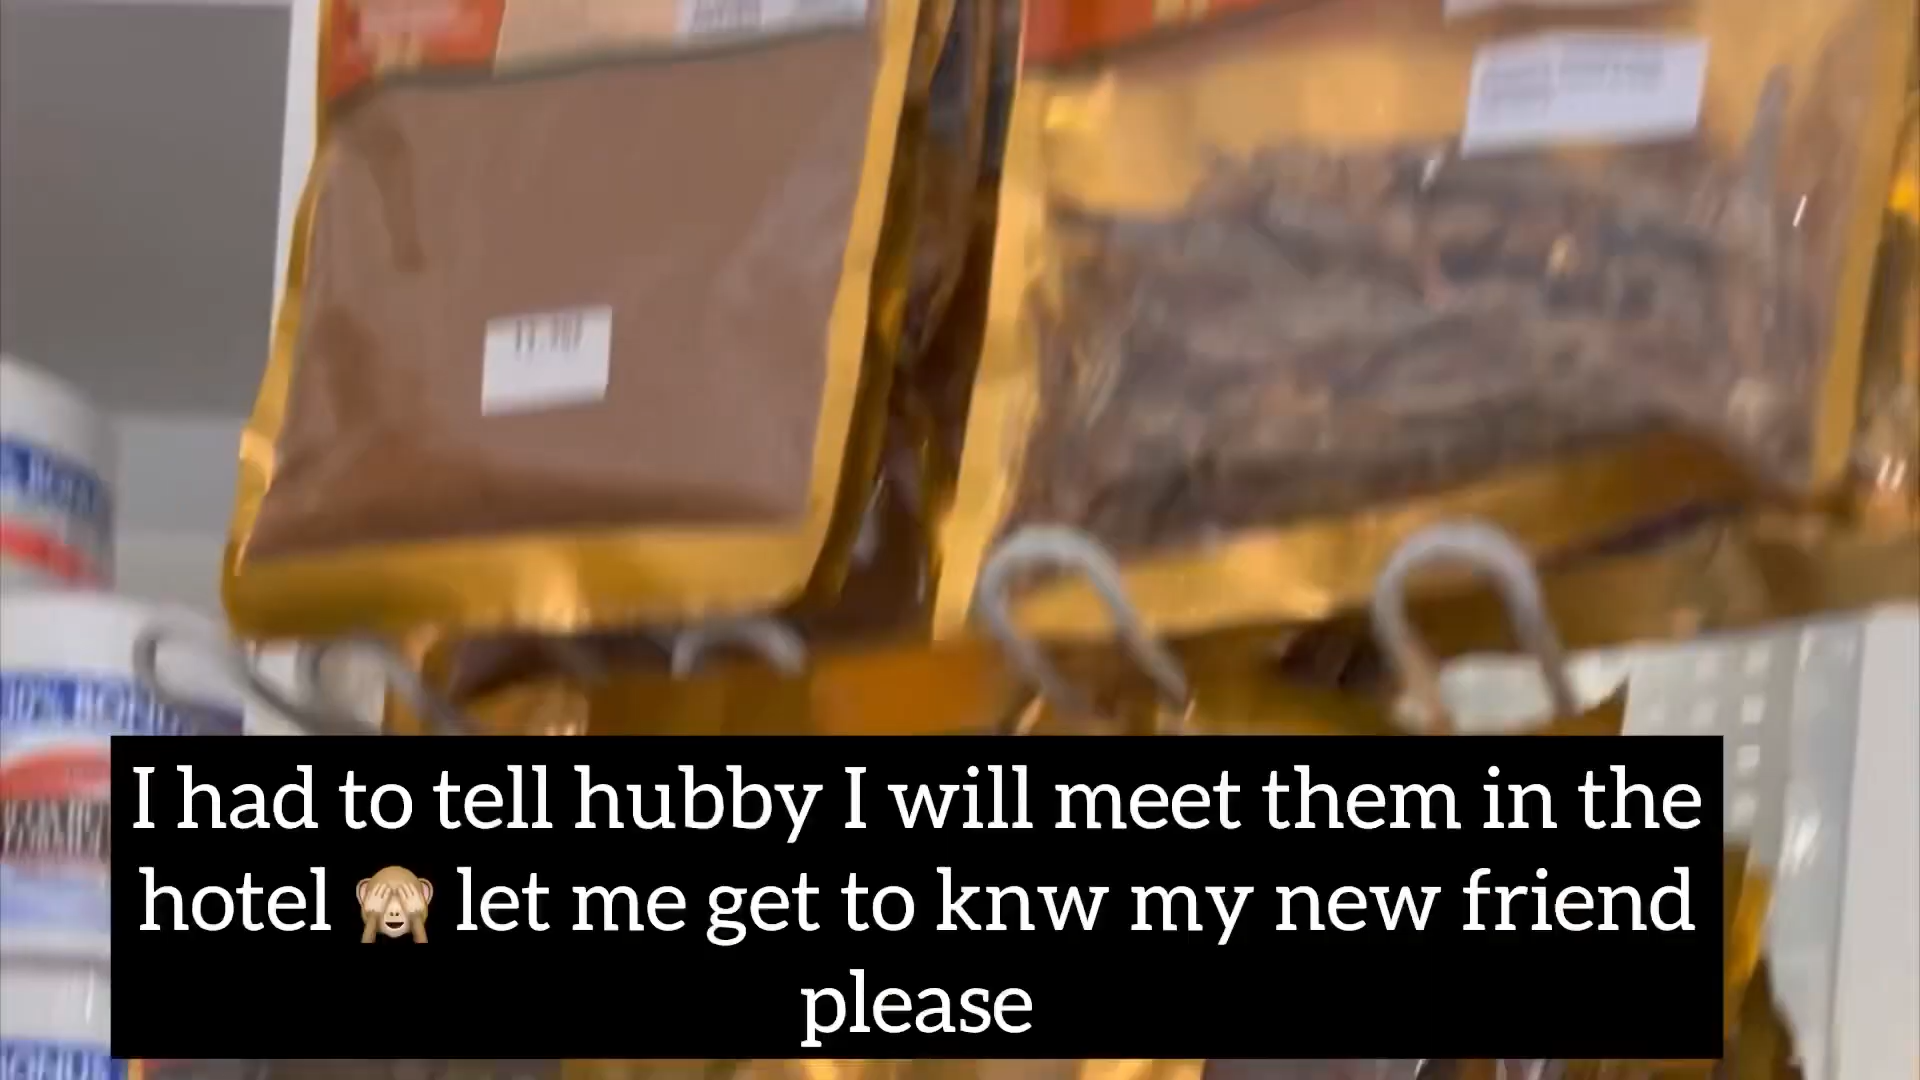 I had to tell hubby I will meet them in the
hotel 🙈 let me get to knw my new friend
please